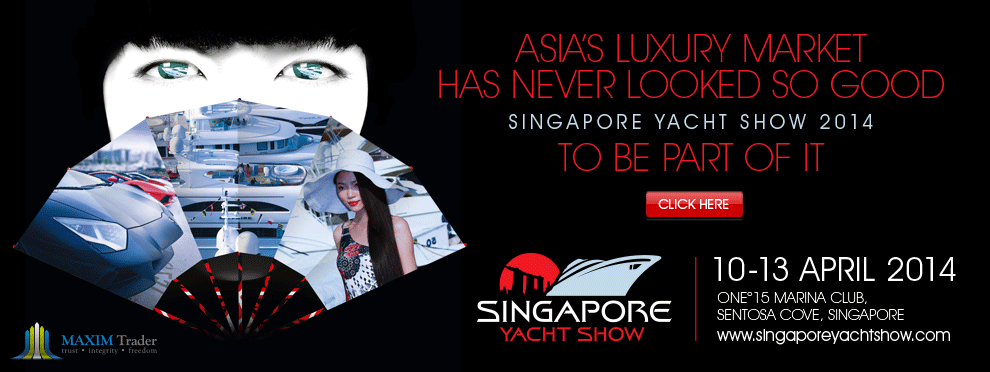 ASIA'S LUXURY MARKET
HAS NEVER LOOKED SO GOOD
SINGAPORE YACHT SHOW 2014
TO BE PART OF IT
CLICK HERE
SINGAPORE
YACHT SHOW
10-13 APRIL 2014
ONE°15 MARINA CLUB,
SENTOSA COVE, SINGAPORE
www.singaporeyachtshow.com
MAXIM Trader
trust • integrity • freedom